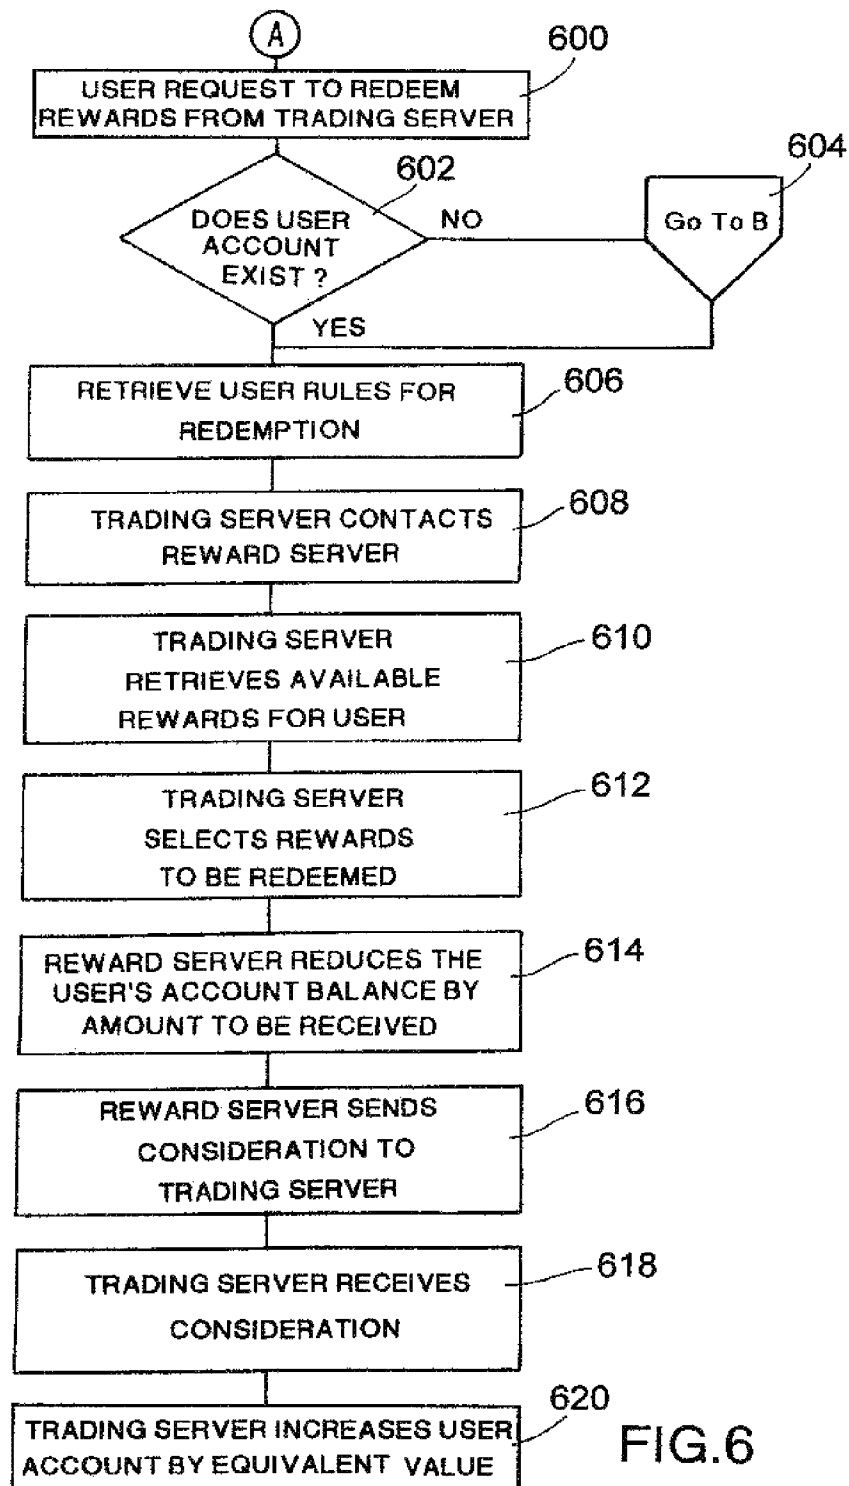 A
600
USER REQUEST TO REDEEM
REWARDS FROM TRADING SERVER
602
604
DOES USER
ACCOUNT
EXIST ?
NO
Go To B
YES
606
RETRIEVE USER RULES FOR
REDEMPTION
608
TRADING SERVER CONTACTS
REWARD SERVER
610
TRADING SERVER
RETRIEVES AVAILABLE
REWARDS FOR USER
612
TRADING SERVER
SELECTS REWARDS
TO BE REDEEMED
614
REWARD SERVER REDUCES THE
USER'S ACCOUNT BALANCE BY
AMOUNT TO BE RECEIVED
616
REWARD SERVER SENDS
CONSIDERATION TO
TRADING SERVER
618
TRADING SERVER RECEIVES
CONSIDERATION
620
TRADING SERVER INCREASES USER
ACCOUNT BY EQUIVALENT VALUE
FIG.6